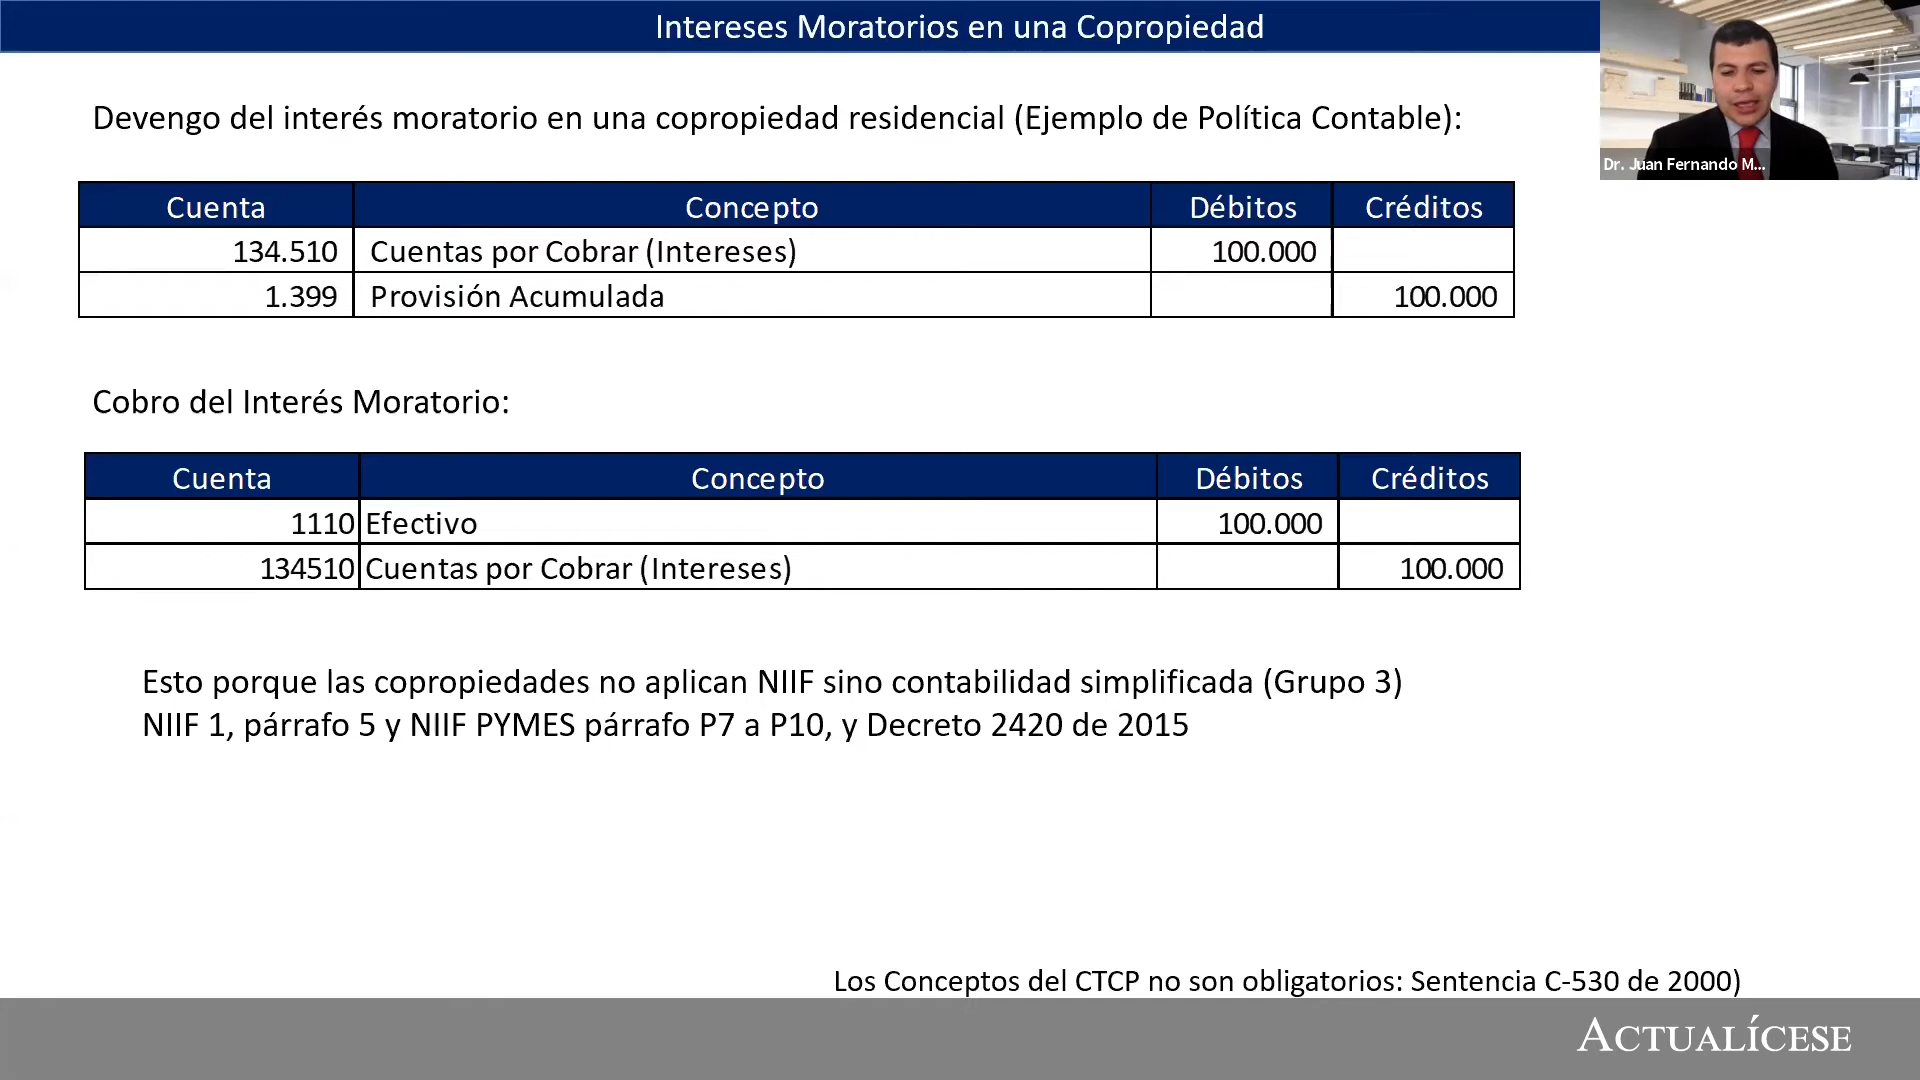 Intereses Moratorios en una Copropiedad
Dr. Juan Fernando M...
Devengo del interés moratorio en una copropiedad residencial (Ejemplo de Política Contable):
Cuenta Concepto Débitos Créditos
134.510 Cuentas por Cobrar (Intereses) 100.000
1.399 Provisión Acumulada 100.000
Cobro del Interés Moratorio:
Cuenta Concepto Débitos Créditos
1110 Efectivo 100.000
134510 Cuentas por Cobrar (Intereses) 100.000
Esto porque las copropiedades no aplican NIIF sino contabilidad simplificada (Grupo 3)
NIIF 1, párrafo 5 y NIIF PYMES párrafo P7 a P10, y Decreto 2420 de 2015
Los Conceptos del CTCP no son obligatorios: Sentencia C-530 de 2000)
ACTUALÍCESE